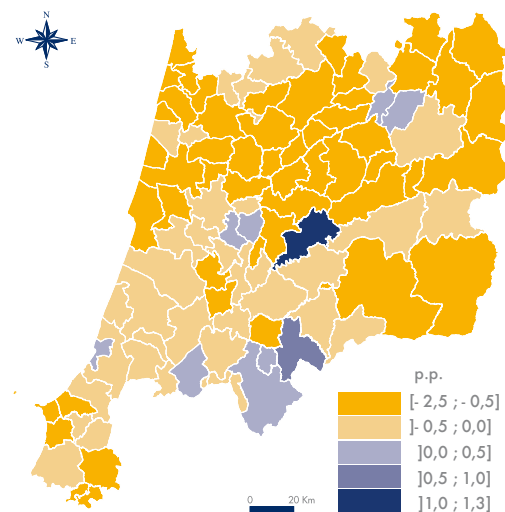 N
W E
S
p.p.
[- 2,5 ; - 0,5]
]- 0,5 ; 0,0]
]0,0 ; 0,5]
]0,5 ; 1,0]
]1,0 ; 1,3]
0 20 Km